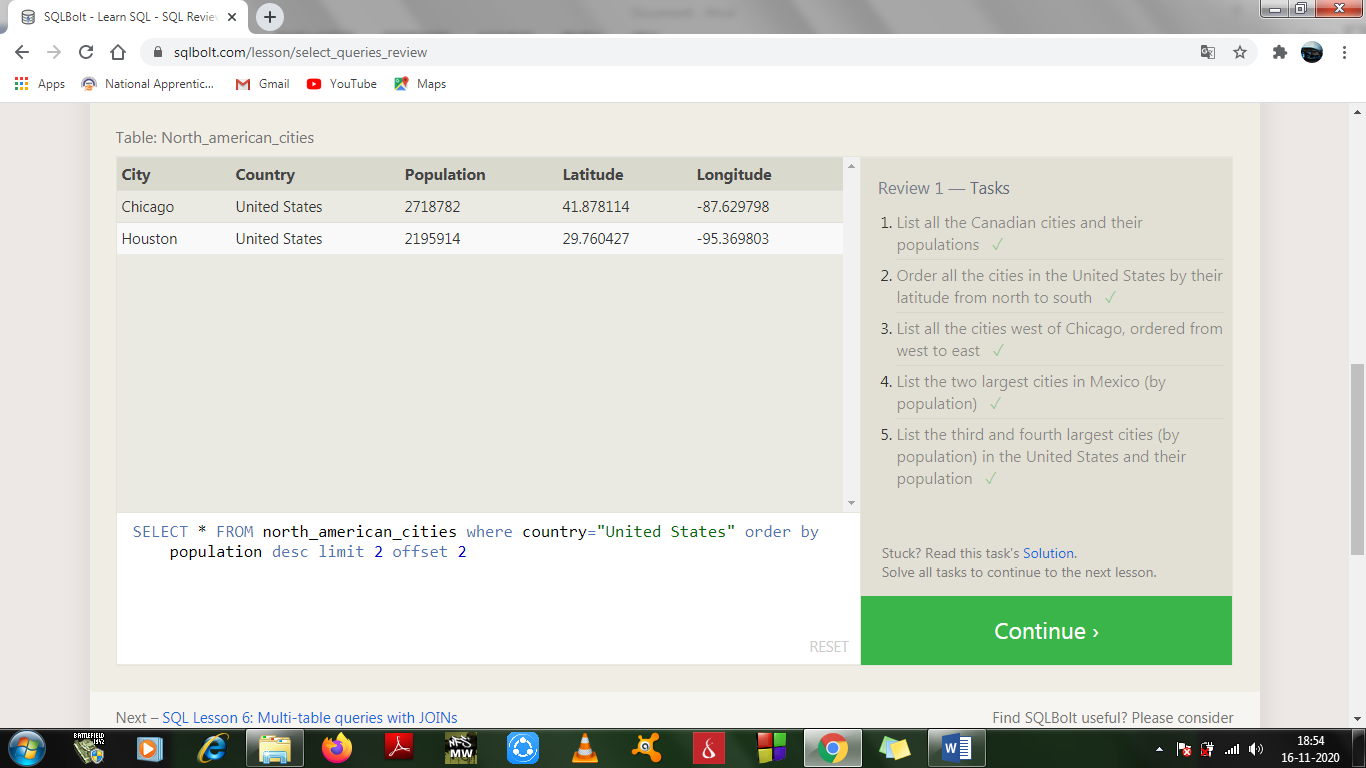 SQLBolt - Learn SQL - SQL Review
sqlbolt.com/lesson/select_queries_review
Apps National Apprentic... Gmail YouTube Maps
Table: North_american_cities
City Country Population Latitude Longitude
Chicago United States 2718782 41.878114 -87.629798
Houston United States 2195914 29.760427 -95.369803
SELECT * FROM north_american_cities where country="United States" order by
population desc limit 2 offset 2
RESET
Review 1 — Tasks
1. List all the Canadian cities and their
populations ✓
2. Order all the cities in the United States by their
latitude from north to south ✓
3. List all the cities west of Chicago, ordered from
west to east ✓
4. List the two largest cities in Mexico (by
population) ✓
5. List the third and fourth largest cities (by
population) in the United States and their
population ✓
Stuck? Read this task's Solution.
Solve all tasks to continue to the next lesson.
Continue ›
Next – SQL Lesson 6: Multi-table queries with JOINs
Find SQLBolt useful? Please consider
BATTLEFIELD
1942
NFS
MW
18:54
16-11-2020